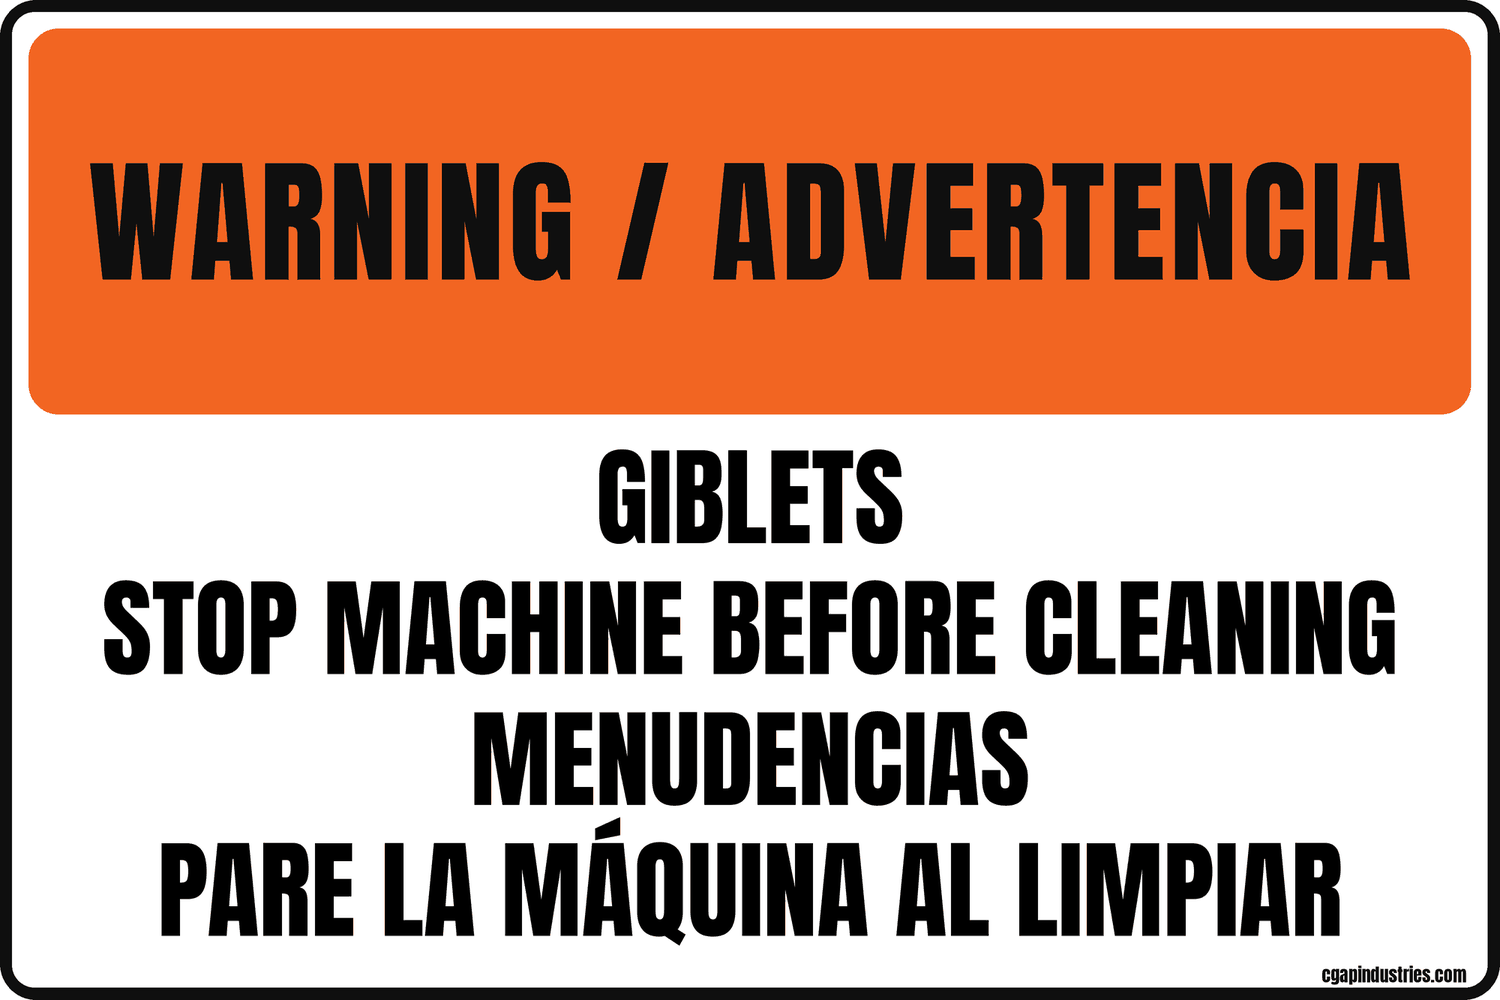 WARNING / ADVERTENCIA
GIBLETS
STOP MACHINE BEFORE CLEANING
MENUDENCIAS
PARE LA MÁQUINA AL LIMPIAR
cgapindustries.com